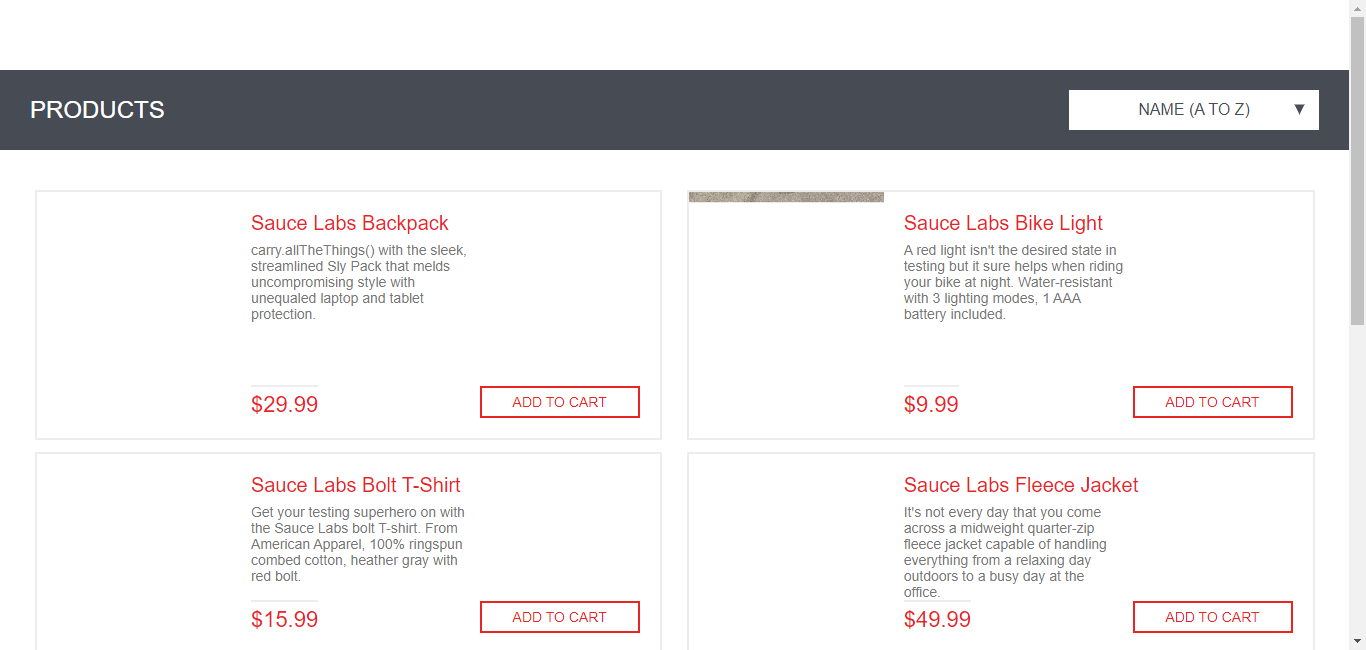 PRODUCTS
NAME (A TO Z) ▼
Sauce Labs Backpack
carry.allTheThings() with the sleek,
streamlined Sly Pack that melds
uncompromising style with
unequaled laptop and tablet
protection.
$29.99
ADD TO CART
Sauce Labs Bike Light
A red light isn't the desired state in
testing but it sure helps when riding
your bike at night. Water-resistant
with 3 lighting modes, 1 AAA
battery included.
$9.99
ADD TO CART
Sauce Labs Bolt T-Shirt
Get your testing superhero on with
the Sauce Labs bolt T-shirt. From
American Apparel, 100% ringspun
combed cotton, heather gray with
red bolt.
$15.99
ADD TO CART
Sauce Labs Fleece Jacket
It's not every day that you come
across a midweight quarter-zip
fleece jacket capable of handling
everything from a relaxing day
outdoors to a busy day at the
office.
$49.99
ADD TO CART